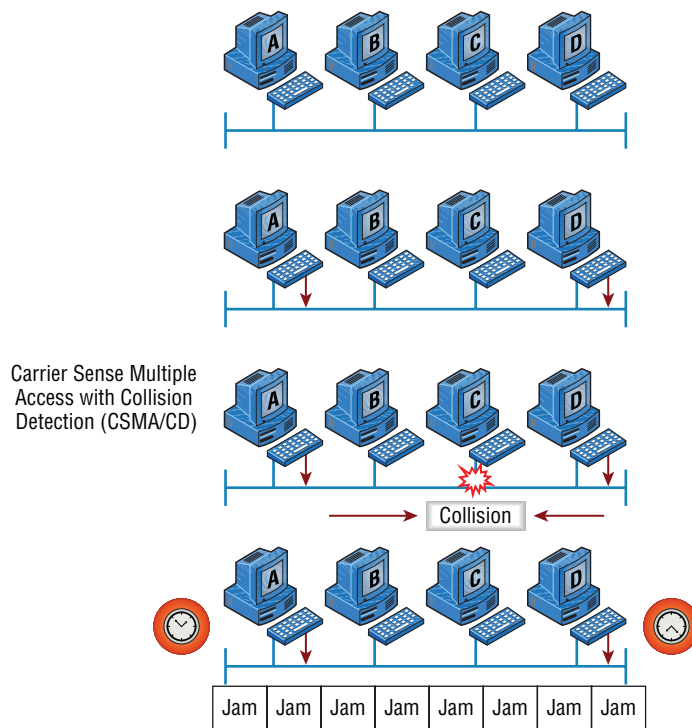 A B C D
A B C D
Carrier Sense Multiple
Access with Collision
Detection (CSMA/CD)
A B C D
Collision
A B C D
Jam Jam Jam Jam Jam Jam Jam Jam